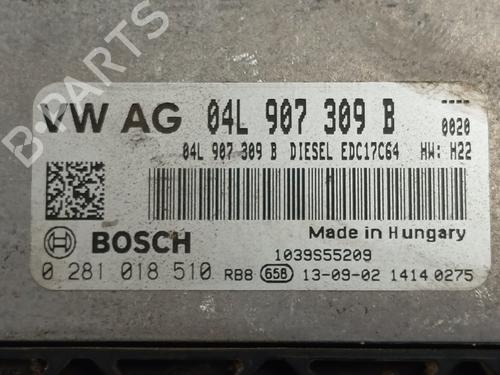 VW AG 04L 907 309 B ----
0020
04L 907 309 B DIESEL EDC17C64 HW: H22
Made in Hungary
BOSCH
1039S55209
0 281 018 510 RB8 658 13-09-02 1414 0275
B-PARTS
B-PARTS